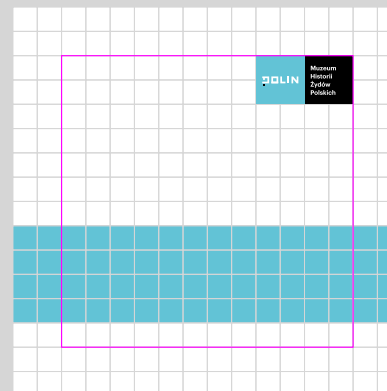 POLIN
Muzeum
Historii
Żydów
Polskich